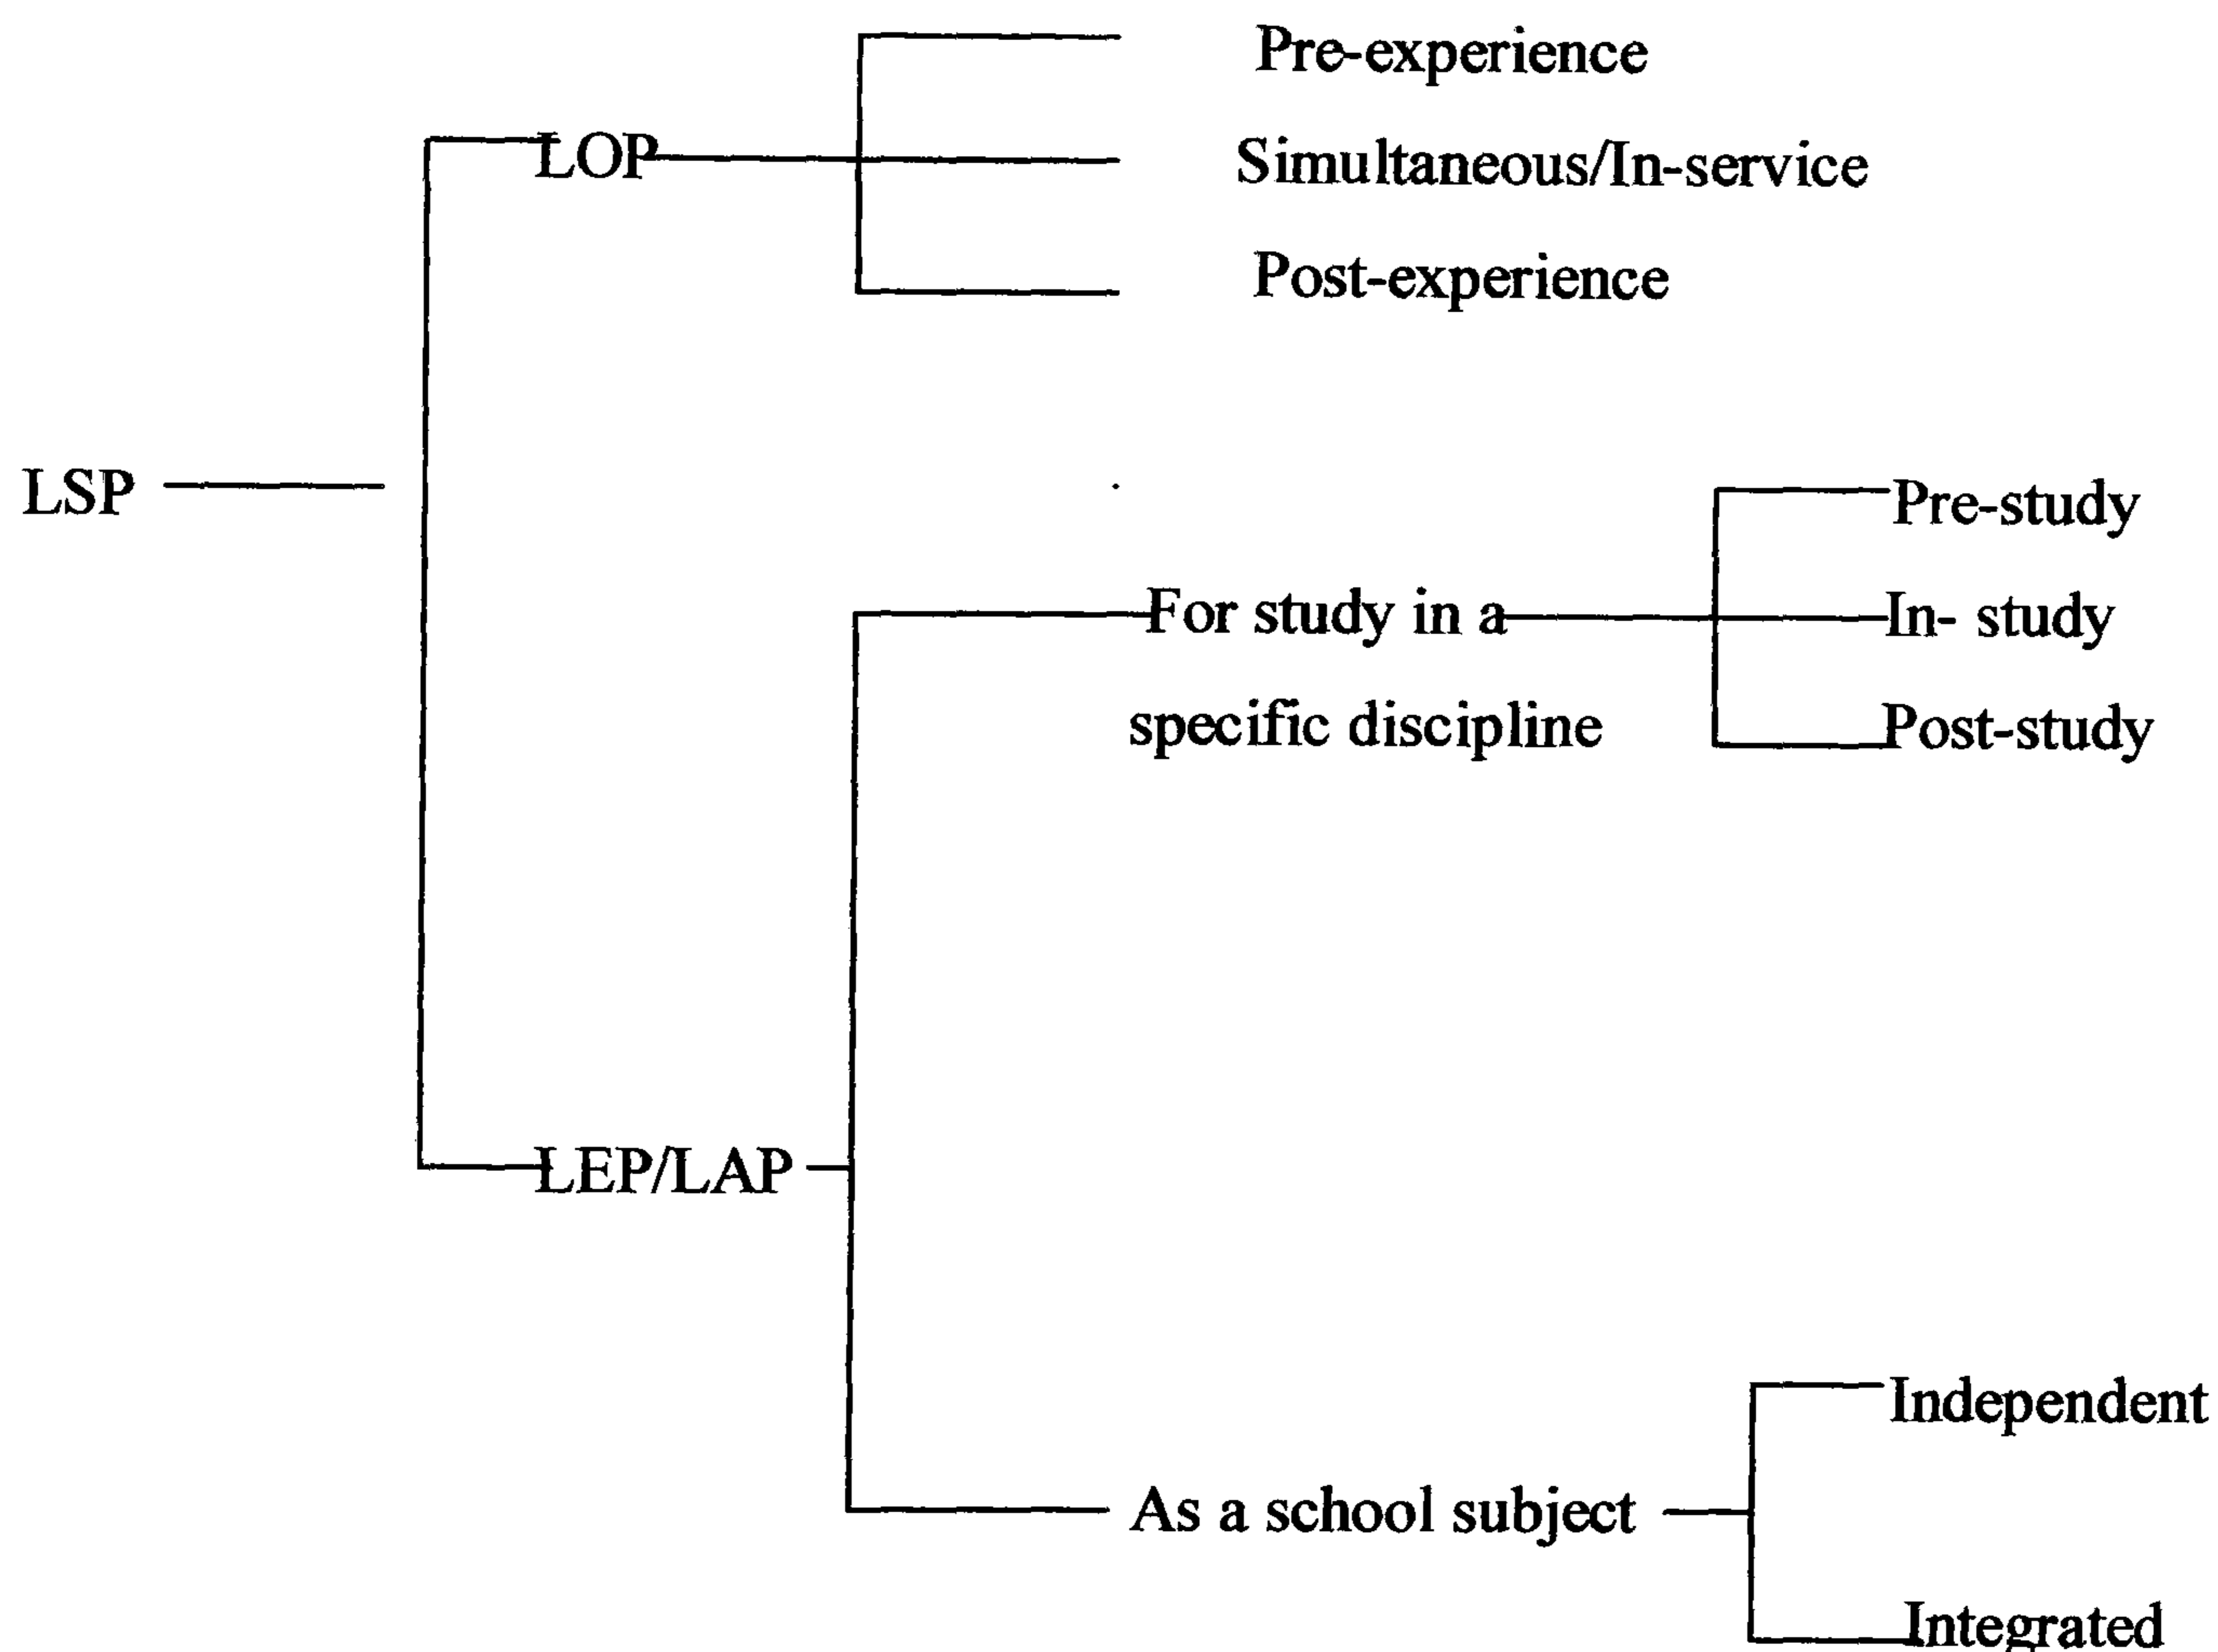 Pre-experience
LOP
Simultaneous/In-service
Post-experience
LSP
Pre-study
For study in a
In- study
specific discipline
Post-study
LEP/LAP
Independent
As a school subject
Integrated